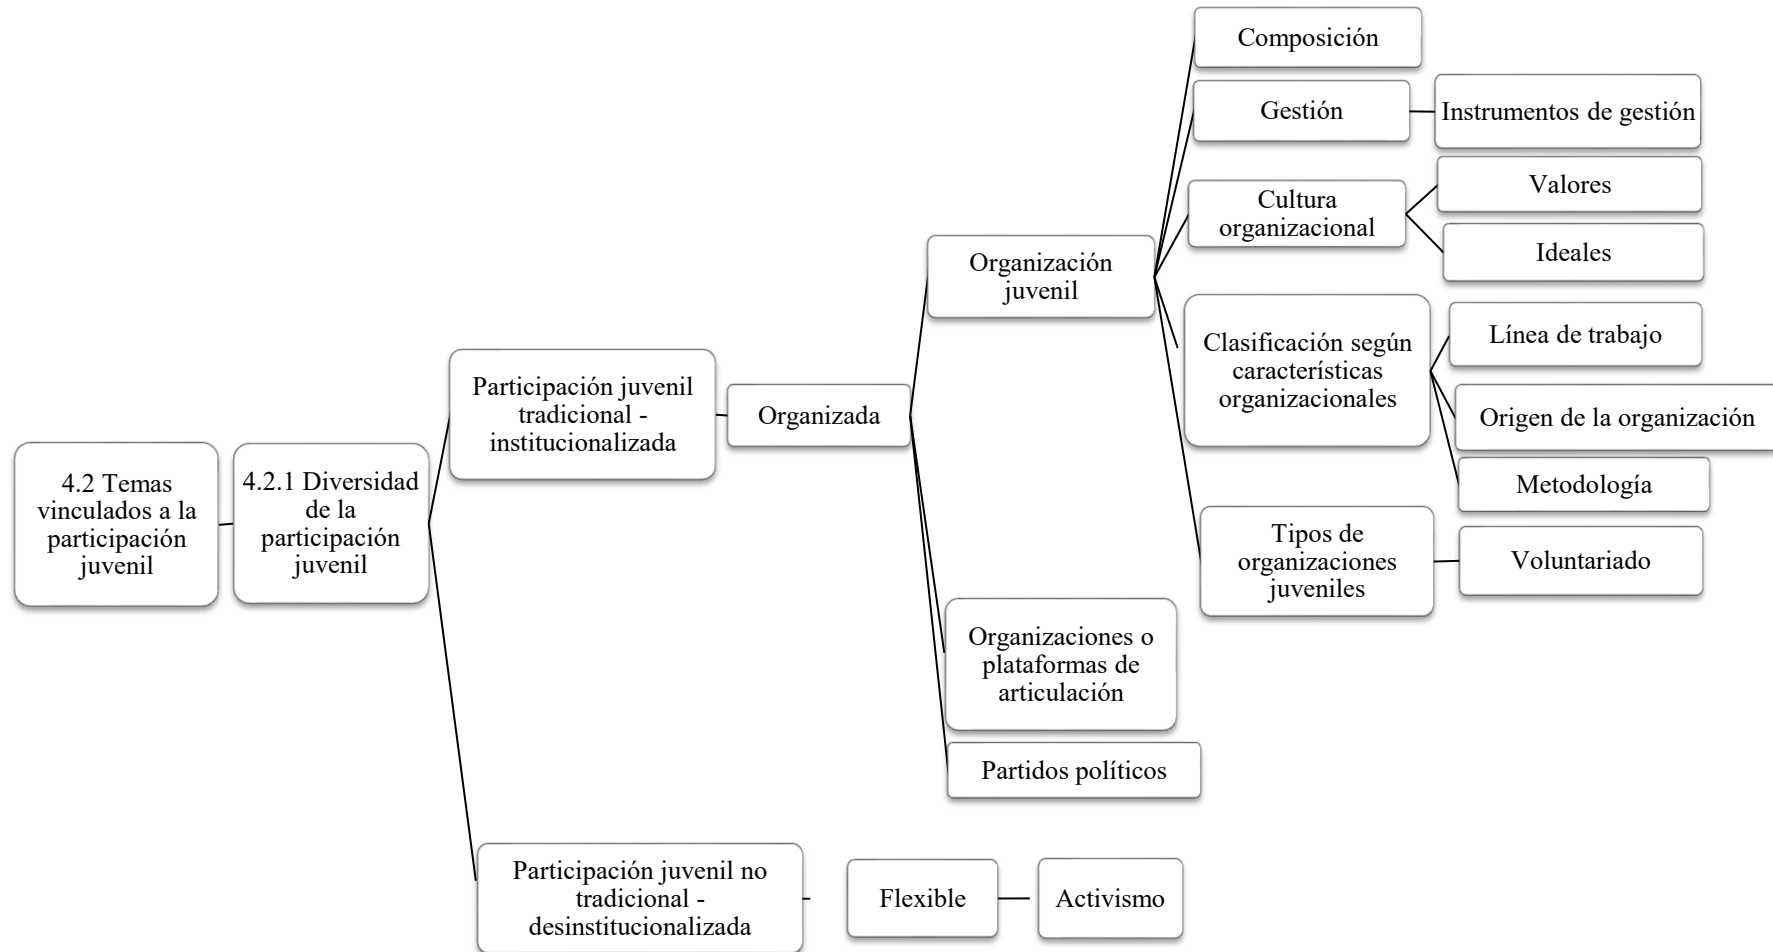 4.2 Temas
vinculados a la
participación
juvenil
4.2.1 Diversidad
de la
participación
juvenil
Participación juvenil
tradicional -
institucionalizada
Organizada
Organización
juvenil
Composición
Gestión
Instrumentos de gestión
Cultura
organizacional
Valores
Ideales
Clasificación según
características
organizacionales
Línea de trabajo
Origen de la organización
Metodología
Tipos de
organizaciones
juveniles
Voluntariado
Organizaciones o
plataformas de
articulación
Partidos políticos
Participación juvenil no
tradicional -
desinstitucionalizada
Flexible
Activismo